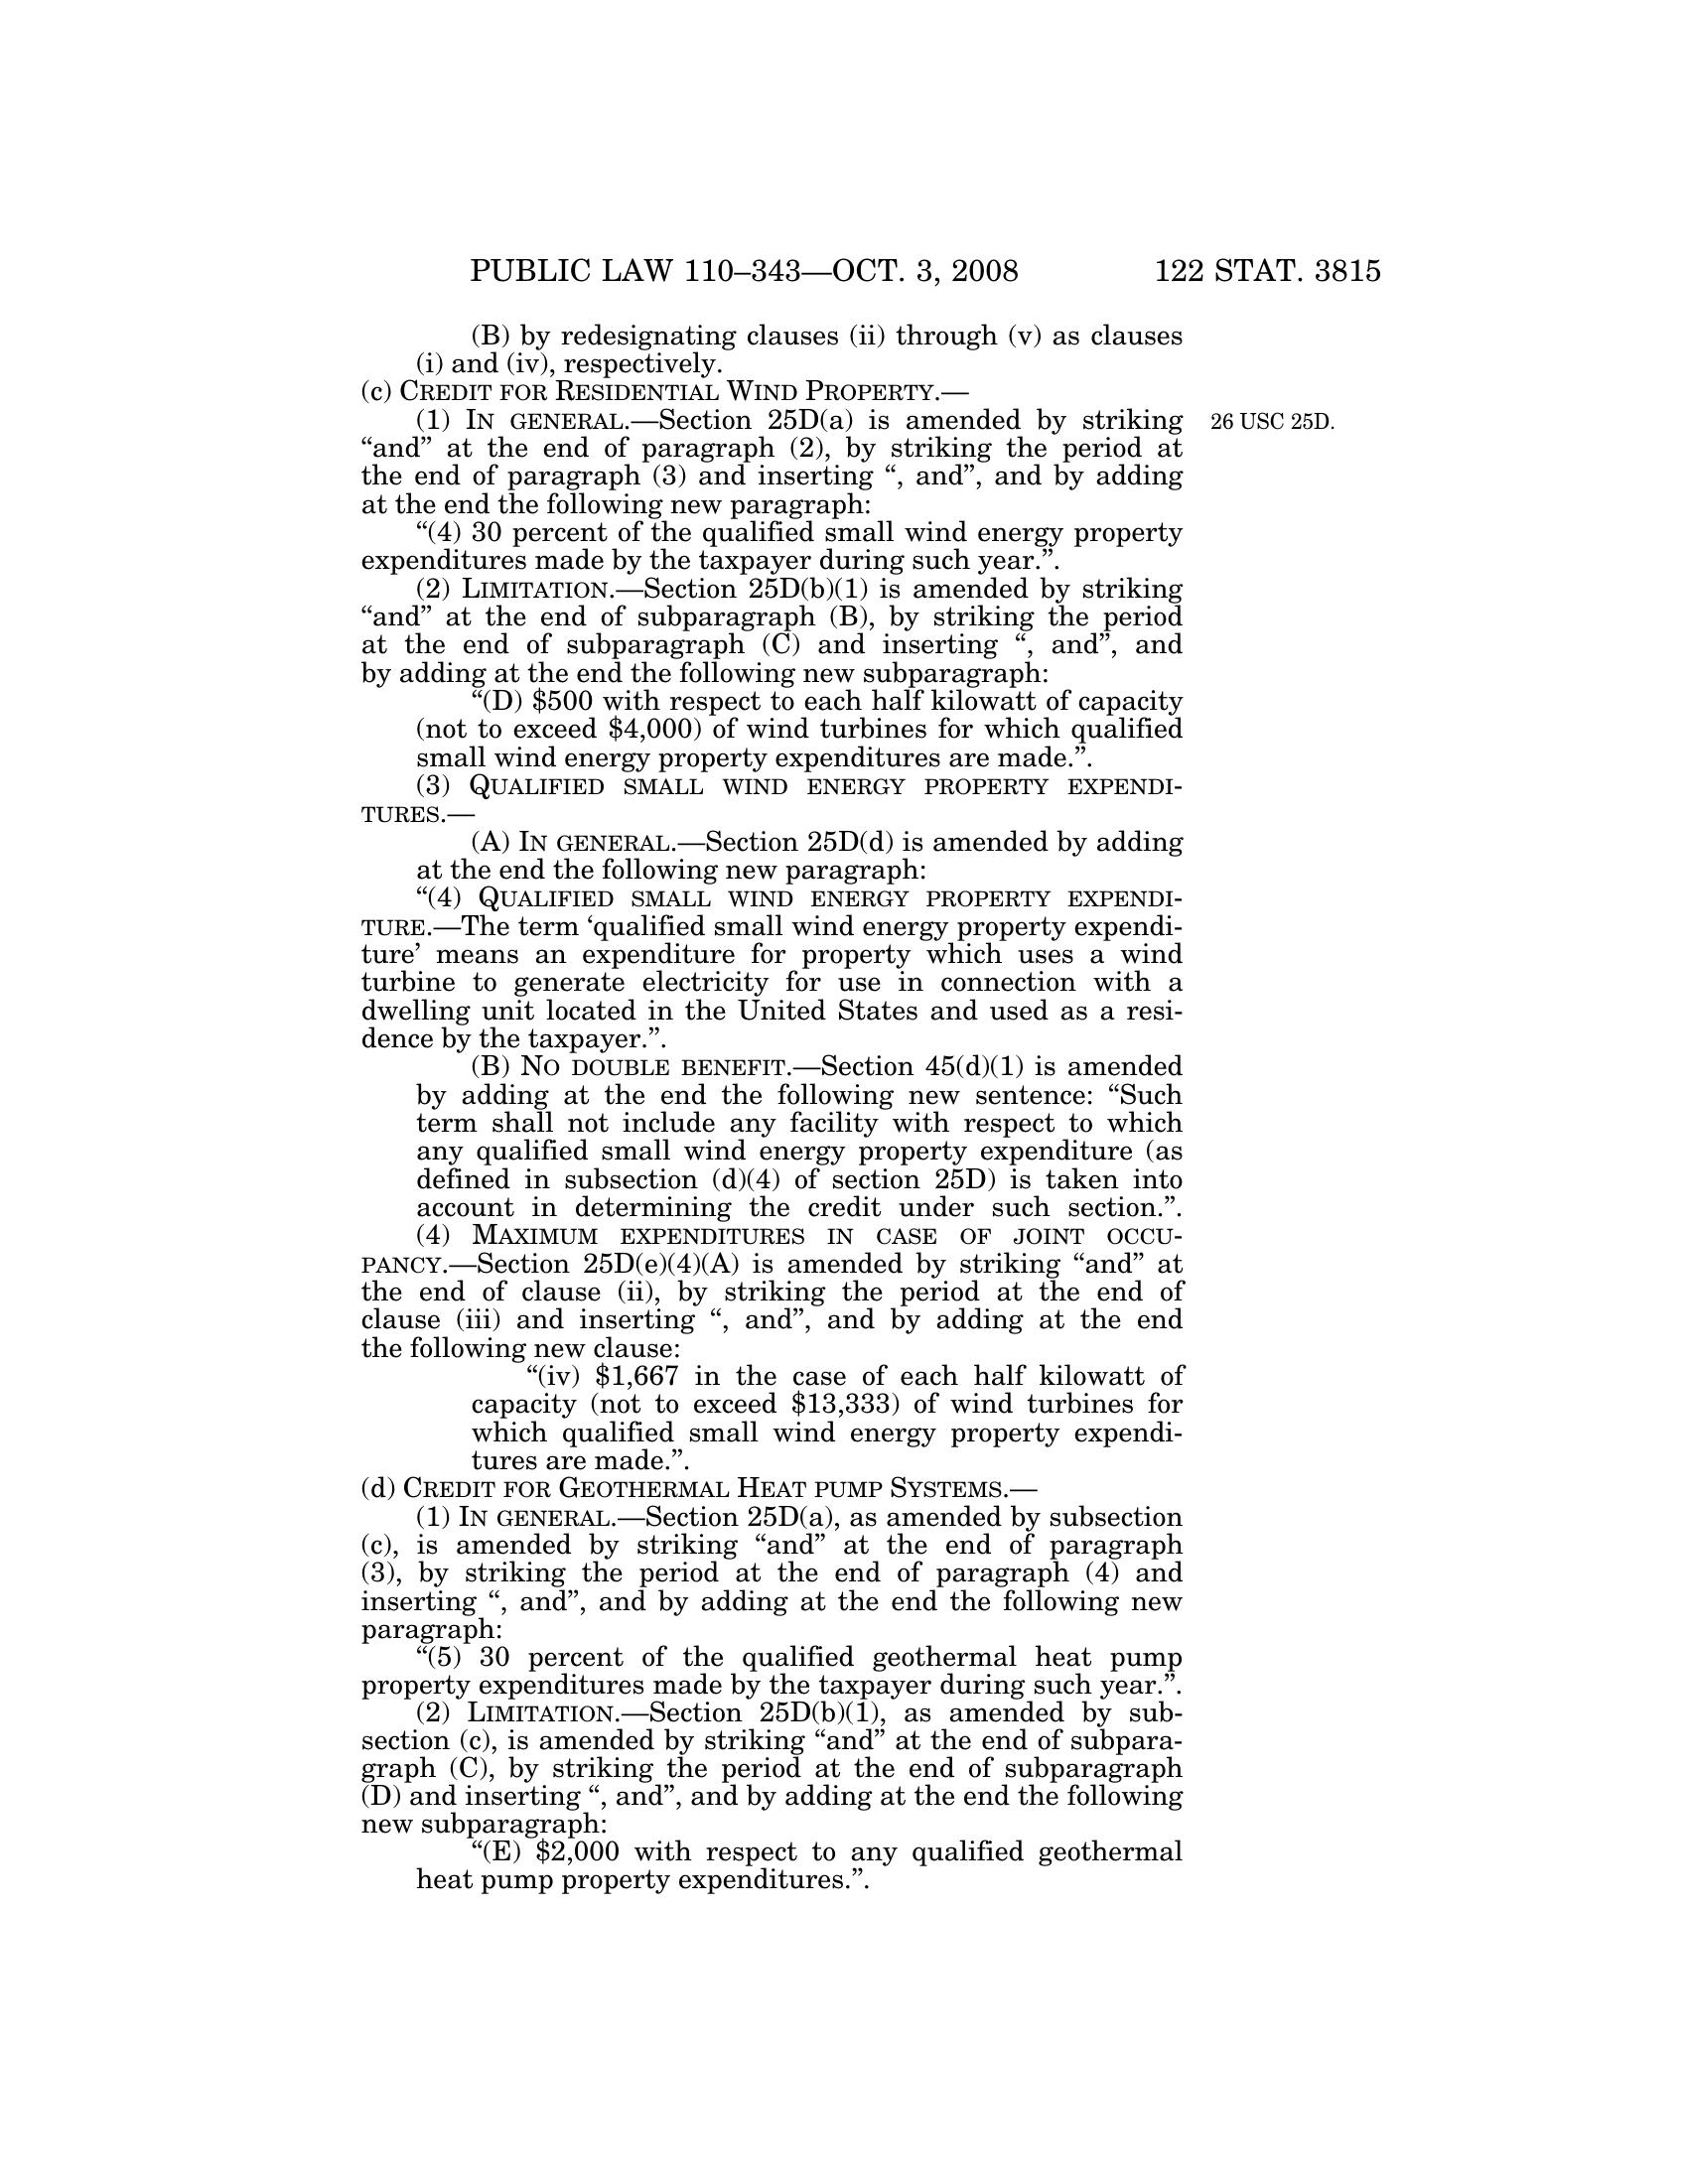 PUBLIC LAW 110–343—OCT. 3, 2008 122 STAT. 3815
(B) by redesignating clauses (ii) through (v) as clauses
(i) and (iv), respectively.
(c) CREDIT FOR RESIDENTIAL WIND PROPERTY.—
(1) IN GENERAL.—Section 25D(a) is amended by striking
26 USC 25D.
“and” at the end of paragraph (2), by striking the period at
the end of paragraph (3) and inserting “, and”, and by adding
at the end the following new paragraph:
“(4) 30 percent of the qualified small wind energy property
expenditures made by the taxpayer during such year.”.
(2) LIMITATION.—Section 25D(b)(1) is amended by striking
“and” at the end of subparagraph (B), by striking the period
at the end of subparagraph (C) and inserting “, and”, and
by adding at the end the following new subparagraph:
“(D) $500 with respect to each half kilowatt of capacity
(not to exceed $4,000) of wind turbines for which qualified
small wind energy property expenditures are made.”.
(3) QUALIFIED SMALL WIND ENERGY PROPERTY EXPENDI-
TURES.—
(A) IN GENERAL.—Section 25D(d) is amended by adding
at the end the following new paragraph:
“(4) QUALIFIED SMALL WIND ENERGY PROPERTY EXPENDI-
TURE.—The term ‘qualified small wind energy property expendi-
ture’ means an expenditure for property which uses a wind
turbine to generate electricity for use in connection with a
dwelling unit located in the United States and used as a resi-
dence by the taxpayer.”.
(B) NO DOUBLE BENEFIT.—Section 45(d)(1) is amended
by adding at the end the following new sentence: “Such
term shall not include any facility with respect to which
any qualified small wind energy property expenditure (as
defined in subsection (d)(4) of section 25D) is taken into
account in determining the credit under such section.”.
(4) MAXIMUM EXPENDITURES IN CASE OF JOINT OCCU-
PANCY.—Section 25D(e)(4)(A) is amended by striking “and” at
the end of clause (ii), by striking the period at the end of
clause (iii) and inserting “, and”, and by adding at the end
the following new clause:
“(iv) $1,667 in the case of each half kilowatt of
capacity (not to exceed $13,333) of wind turbines for
which qualified small wind energy property expendi-
tures are made.”.
(d) CREDIT FOR GEOTHERMAL HEAT PUMP SYSTEMS.—
(1) IN GENERAL.—Section 25D(a), as amended by subsection
(c), is amended by striking “and” at the end of paragraph
(3), by striking the period at the end of paragraph (4) and
inserting “, and”, and by adding at the end the following new
paragraph:
“(5) 30 percent of the qualified geothermal heat pump
property expenditures made by the taxpayer during such year.”.
(2) LIMITATION.—Section 25D(b)(1), as amended by sub-
section (c), is amended by striking “and” at the end of subpara-
graph (C), by striking the period at the end of subparagraph
(D) and inserting “, and”, and by adding at the end the following
new subparagraph:
“(E) $2,000 with respect to any qualified geothermal
heat pump property expenditures.”.